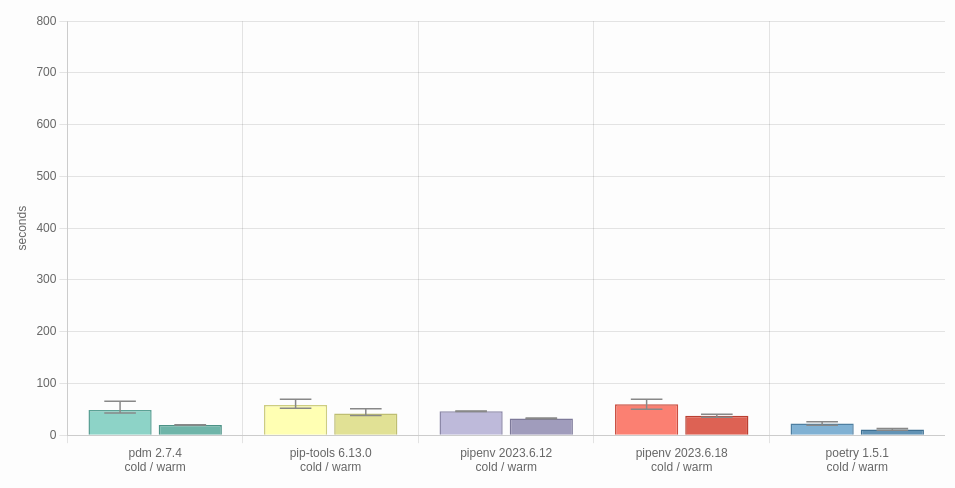 800
700
600
500
400
300
200
100
0
seconds
pdm 2.7.4
cold / warm
pip-tools 6.13.0
cold / warm
pipenv 2023.6.12
cold / warm
pipenv 2023.6.18
cold / warm
poetry 1.5.1
cold / warm